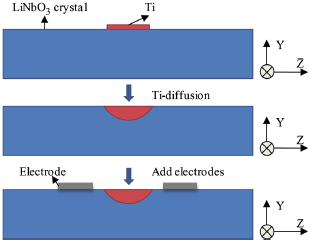 LiNbO3 crystal
Ti
Y
Z
Ti-diffusion
Y
Z
Electrode
Add electrodes
Y
Z